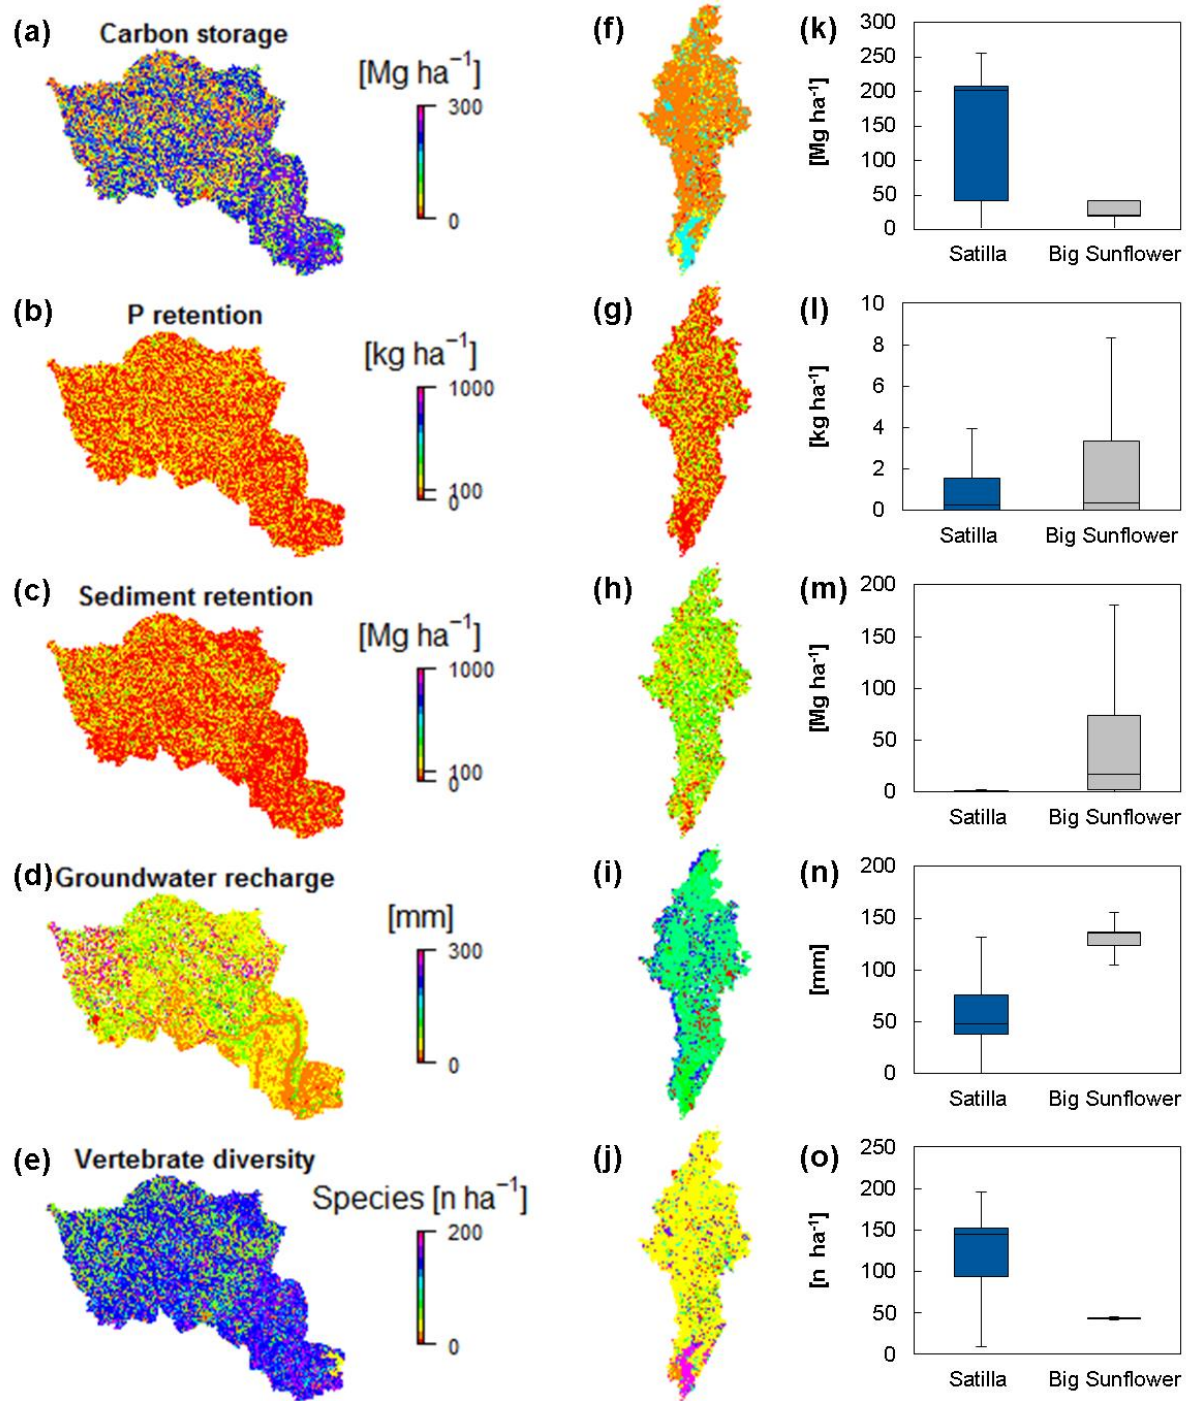 (a) Carbon storage
[Mg ha⁻¹]
300
0
(f)
(k)
[Mg ha⁻¹]
300
250
200
150
100
50
0
Satilla Big Sunflower
(b) P retention
[kg ha⁻¹]
1000
100
0
(g)
(l)
[kg ha⁻¹]
10
8
6
4
2
0
Satilla Big Sunflower
(c) Sediment retention
[Mg ha⁻¹]
1000
100
0
(h)
(m)
[Mg ha⁻¹]
200
150
100
50
0
Satilla Big Sunflower
(d) Groundwater recharge
[mm]
300
0
(i)
(n)
[mm]
200
150
100
50
0
Satilla Big Sunflower
(e) Vertebrate diversity
Species [n ha⁻¹]
200
0
(j)
(o)
[n ha⁻¹]
250
200
150
100
50
0
Satilla Big Sunflower